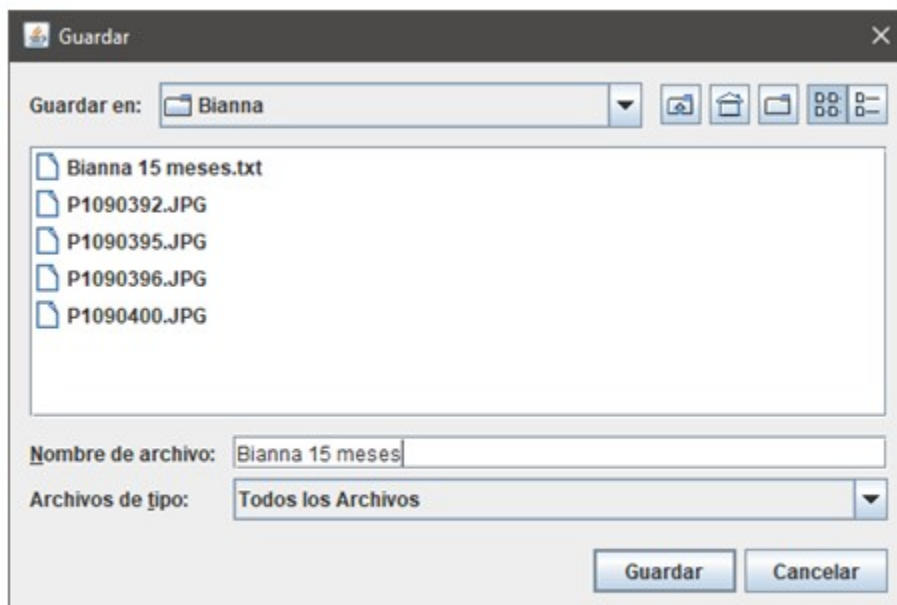 Guardar
Guardar en: Bianna
Bianna 15 meses.txt
P1090392.JPG
P1090395.JPG
P1090396.JPG
P1090400.JPG
Nombre de archivo: Bianna 15 meses
Archivos de tipo: Todos los Archivos
Guardar Cancelar